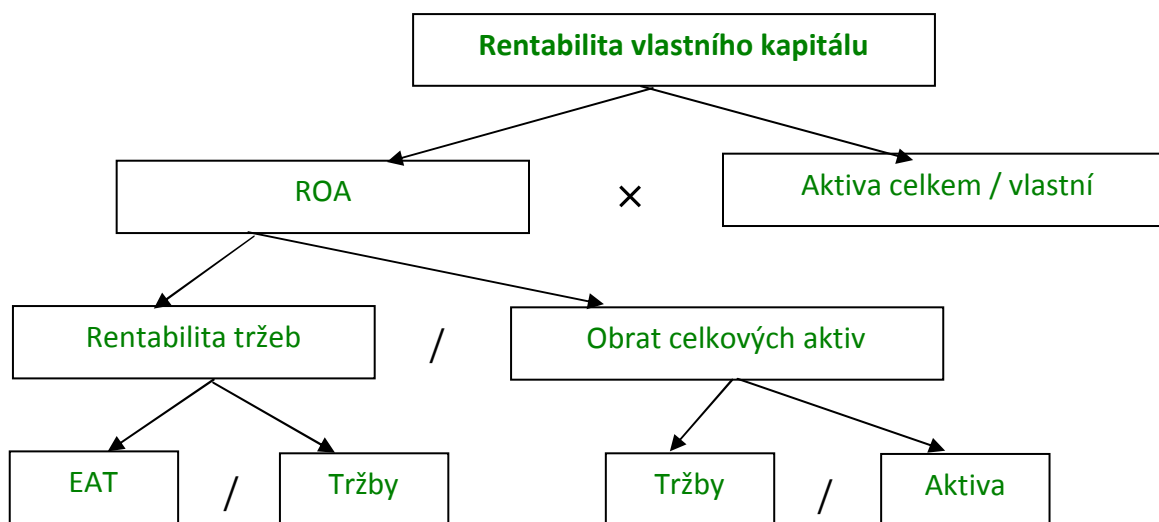 Rentabilita vlastního kapitálu
ROA
×
Aktiva celkem / vlastní
Rentabilita tržeb
/
Obrat celkových aktiv
EAT
/
Tržby
Tržby
/
Aktiva